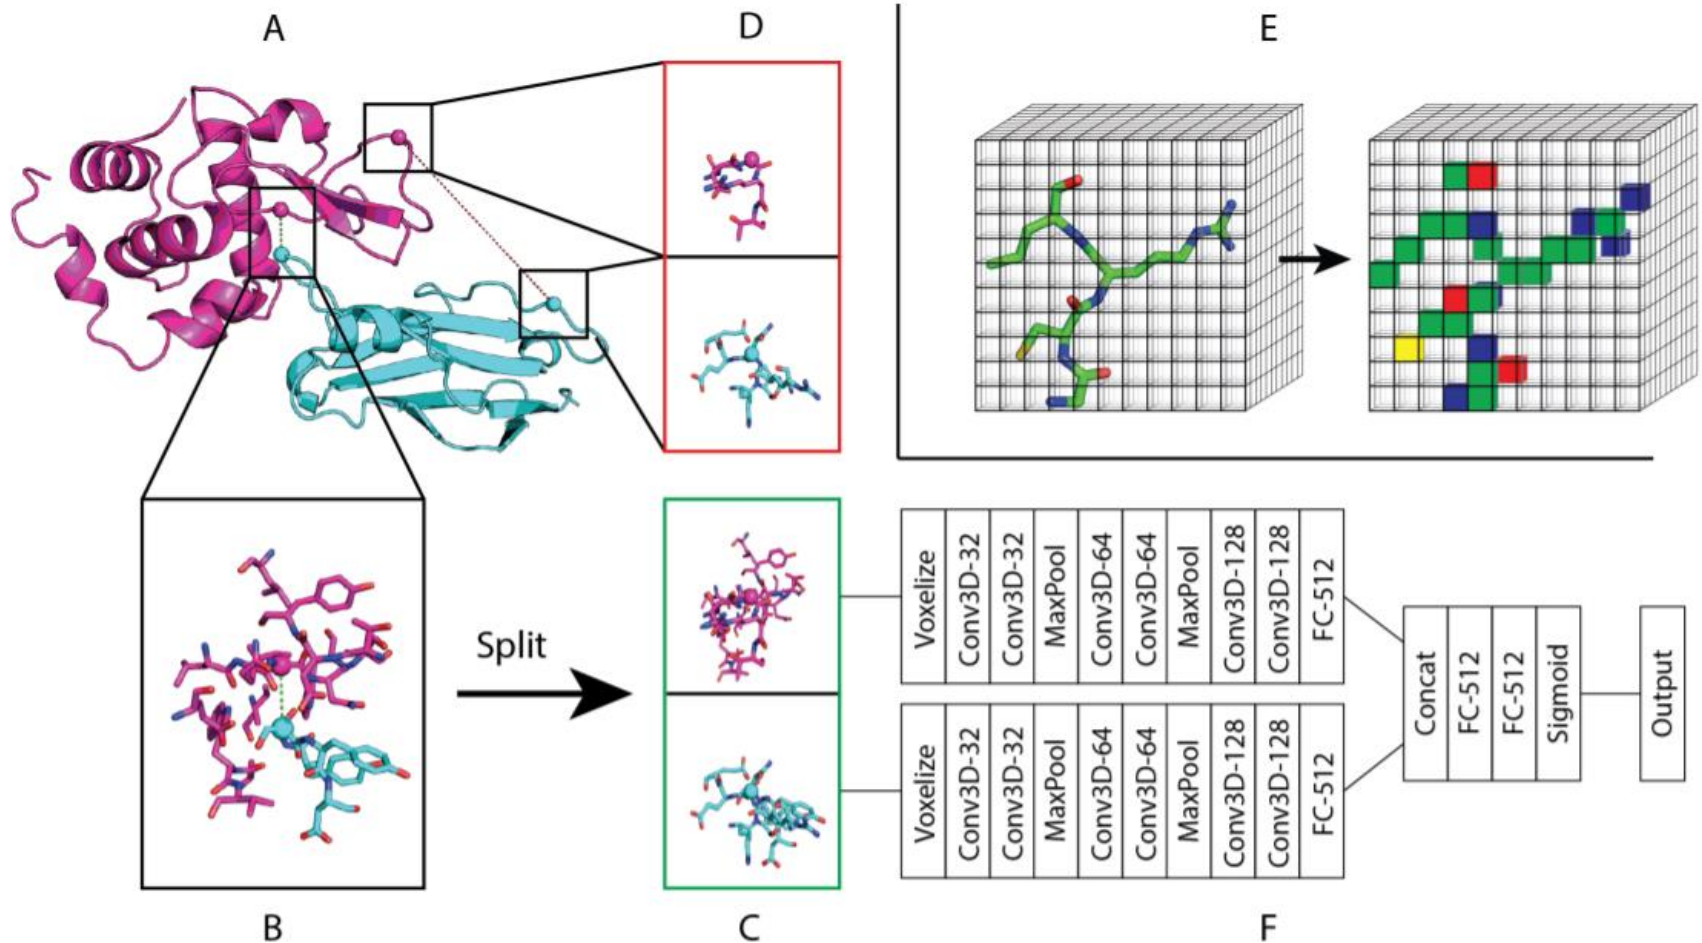 A
D
E
Split
Voxelize
Conv3D-32
Conv3D-32
MaxPool
Conv3D-64
Conv3D-64
MaxPool
Conv3D-128
Conv3D-128
FC-512
Voxelize
Conv3D-32
Conv3D-32
MaxPool
Conv3D-64
Conv3D-64
MaxPool
Conv3D-128
Conv3D-128
FC-512
Concat
FC-512
FC-512
Sigmoid
Output
B
C
F